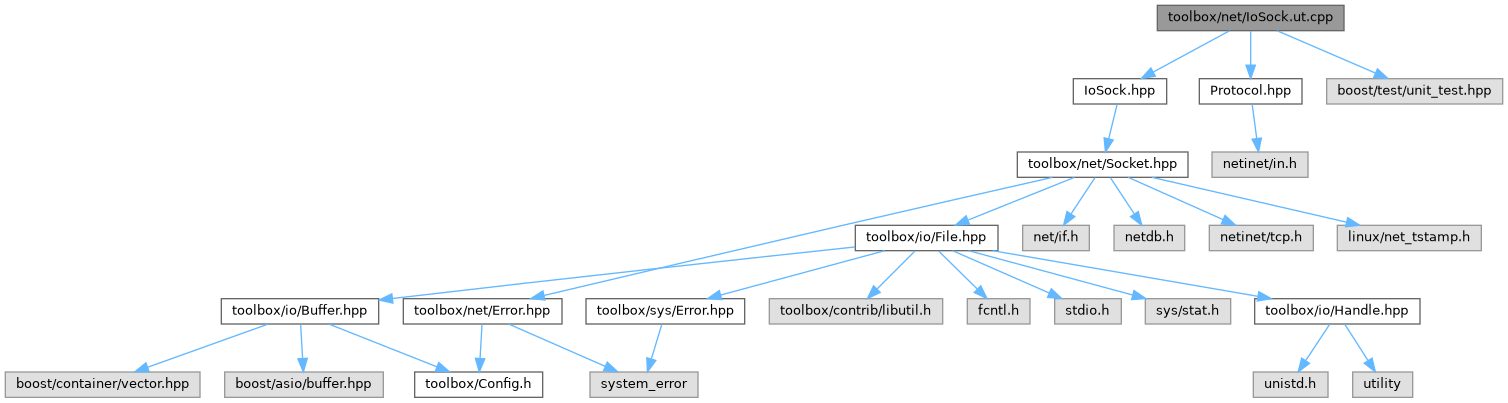 toolbox/net/IoSock.ut.cpp
IoSock.hpp
Protocol.hpp
boost/test/unit_test.hpp
toolbox/net/Socket.hpp
netinet/in.h
toolbox/io/File.hpp
net/if.h
netdb.h
netinet/tcp.h
linux/net_tstamp.h
toolbox/io/Buffer.hpp
toolbox/net/Error.hpp
toolbox/sys/Error.hpp
toolbox/contrib/libutil.h
fcntl.h
stdio.h
sys/stat.h
toolbox/io/Handle.hpp
boost/container/vector.hpp
boost/asio/buffer.hpp
toolbox/Config.h
system_error
unistd.h
utility